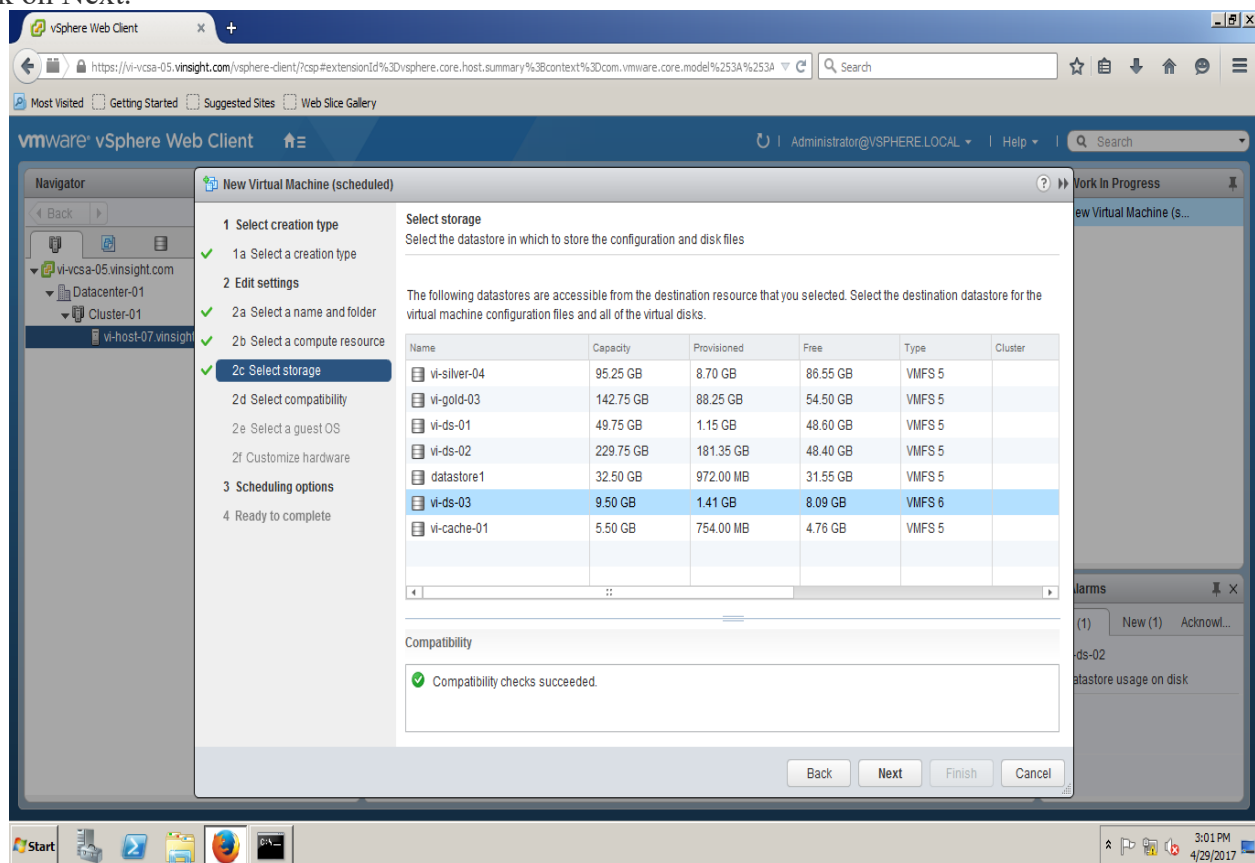 on Next.
vSphere Web Client × +
https://vi-vcsa-05.vinsight.com/vsphere-client/?csp#extensionId%3Dvsphere.core.host.summary%3Bcontext%3Dcom.vmware.core.model%253A%253A Search
Most Visited Getting Started Suggested Sites Web Slice Gallery
vmware® vSphere Web Client Administrator@VSPHERE.LOCAL Help Search
Navigator
New Virtual Machine (scheduled)
Work In Progress
Back
ew Virtual Machine (s...
vi-vcsa-05.vinsight.com
Datacenter-01
Cluster-01
vi-host-07.vinsigh
1 Select creation type
1a Select a creation type
2 Edit settings
2a Select a name and folder
2b Select a compute resource
2c Select storage
2d Select compatibility
2e Select a guest OS
2f Customize hardware
3 Scheduling options
4 Ready to complete
Select storage
Select the datastore in which to store the configuration and disk files
The following datastores are accessible from the destination resource that you selected. Select the destination datastore for the
virtual machine configuration files and all of the virtual disks.
Name Capacity Provisioned Free Type Cluster
vi-silver-04 95.25 GB 8.70 GB 86.55 GB VMFS 5
vi-gold-03 142.75 GB 88.25 GB 54.50 GB VMFS 5
vi-ds-01 49.75 GB 1.15 GB 48.60 GB VMFS 5
vi-ds-02 229.75 GB 181.35 GB 48.40 GB VMFS 5
datastore1 32.50 GB 972.00 MB 31.55 GB VMFS 5
vi-ds-03 9.50 GB 1.41 GB 8.09 GB VMFS 6
vi-cache-01 5.50 GB 754.00 MB 4.76 GB VMFS 5
Compatibility
Compatibility checks succeeded.
Back Next Finish Cancel
larms
(1) New (1) Acknowl...
-ds-02
atastore usage on disk
Start
3:01 PM
4/29/2017